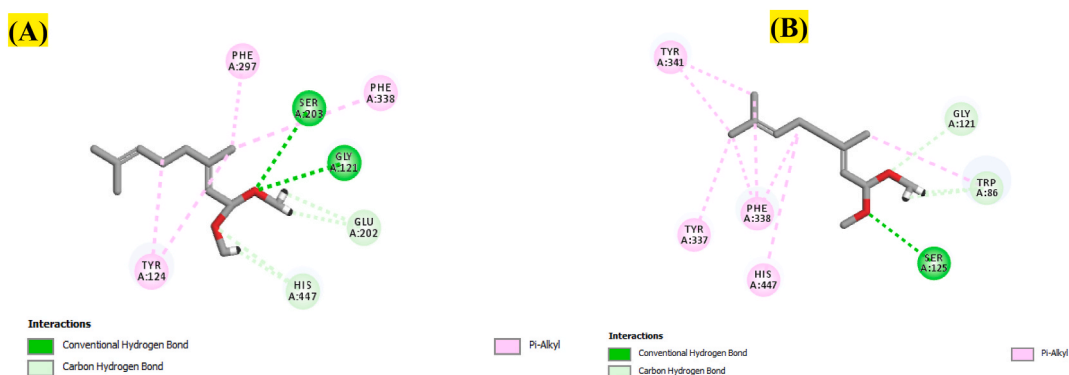 (A)
PHE
A:297
PHE
A:338
SER
A:203
GLY
A:121
GLU
A:202
TYR
A:124
HIS
A:447
Interactions
Conventional Hydrogen Bond
Carbon Hydrogen Bond
Pi-Alkyl
(B)
TYR
A:341
GLY
A:121
TRP
A:86
PHE
A:338
TYR
A:337
SER
A:125
HIS
A:447
Interactions
Conventional Hydrogen Bond
Carbon Hydrogen Bond
Pi-Alkyl